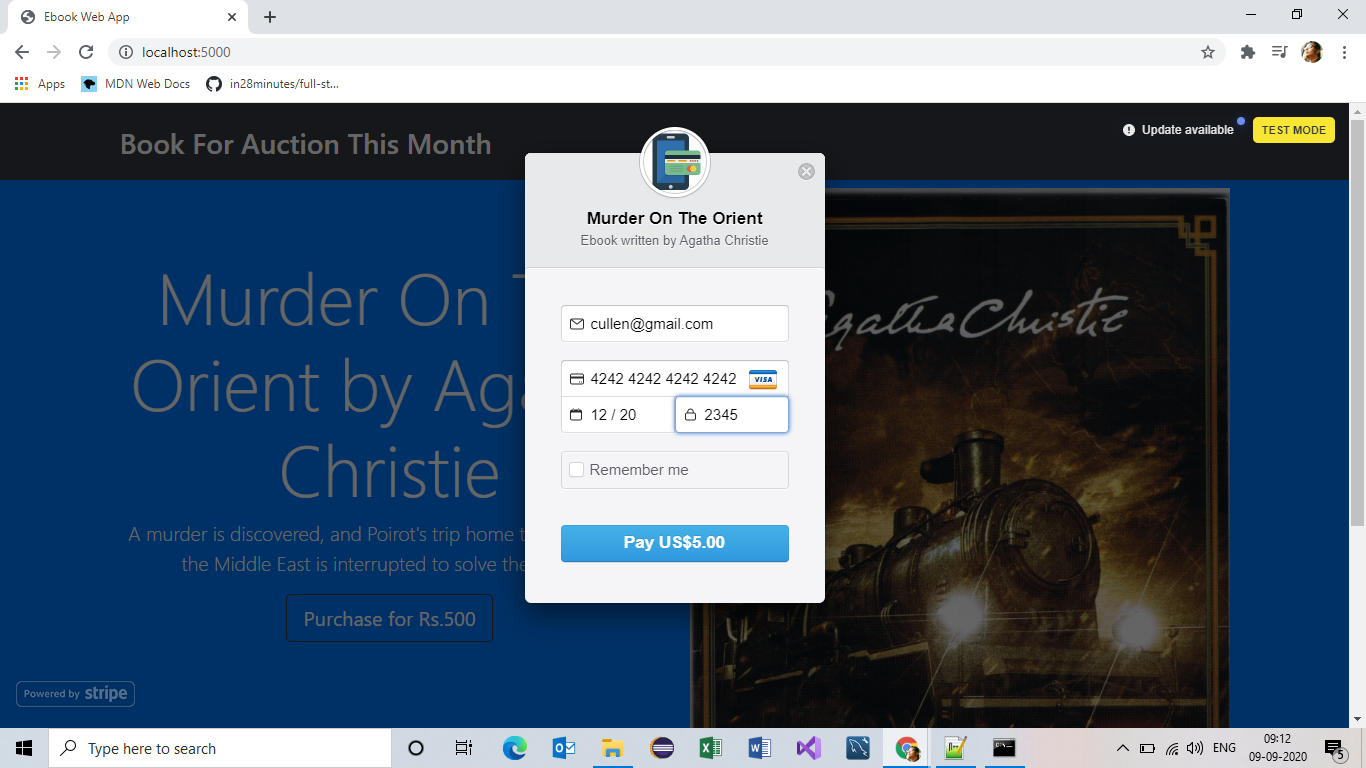 Ebook Web App
localhost:5000
Apps
MDN Web Docs
in28minutes/full-st...
Book For Auction This Month
Update available
TEST MODE
Murder On The Orient
Ebook written by Agatha Christie
Murder On T
Orient by Aga
Christie
A murder is discovered, and Poirot's trip home t
the Middle East is interrupted to solve the
Purchase for Rs.500
Agatha Christie
cullen@gmail.com
4242 4242 4242 4242
VISA
12 / 20
2345
Remember me
Pay US$5.00
Powered by stripe
Type here to search
ENG
09:12
09-09-2020
5